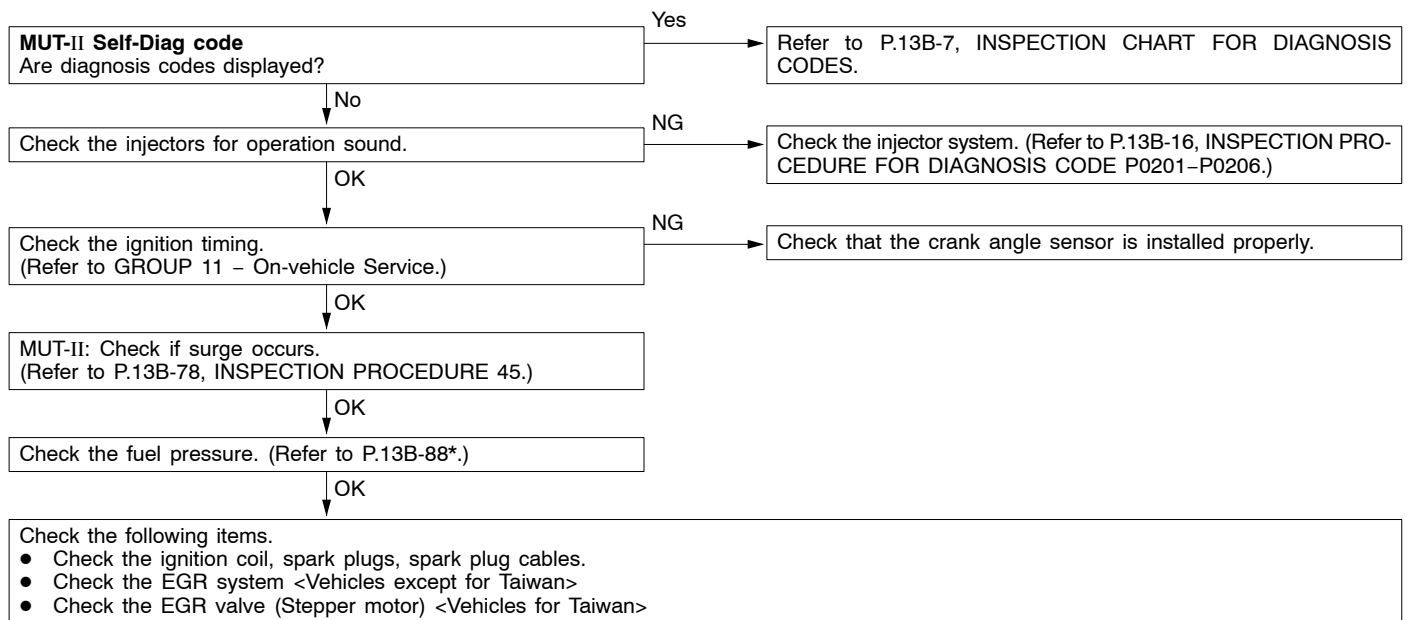 MUT-II Self-Diag code
Are diagnosis codes displayed?
Yes
Refer to P.13B-7, INSPECTION CHART FOR DIAGNOSIS
CODES.
No
Check the injectors for operation sound.
NG
Check the injector system. (Refer to P.13B-16, INSPECTION PRO-
CEDURE FOR DIAGNOSIS CODE P0201–P0206.)
OK
Check the ignition timing.
(Refer to GROUP 11 – On-vehicle Service.)
NG
Check that the crank angle sensor is installed properly.
OK
MUT-II: Check if surge occurs.
(Refer to P.13B-78, INSPECTION PROCEDURE 45.)
OK
Check the fuel pressure. (Refer to P.13B-88*.)
OK
Check the following items.
● Check the ignition coil, spark plugs, spark plug cables.
● Check the EGR system <Vehicles except for Taiwan>
● Check the EGR valve (Stepper motor) <Vehicles for Taiwan>